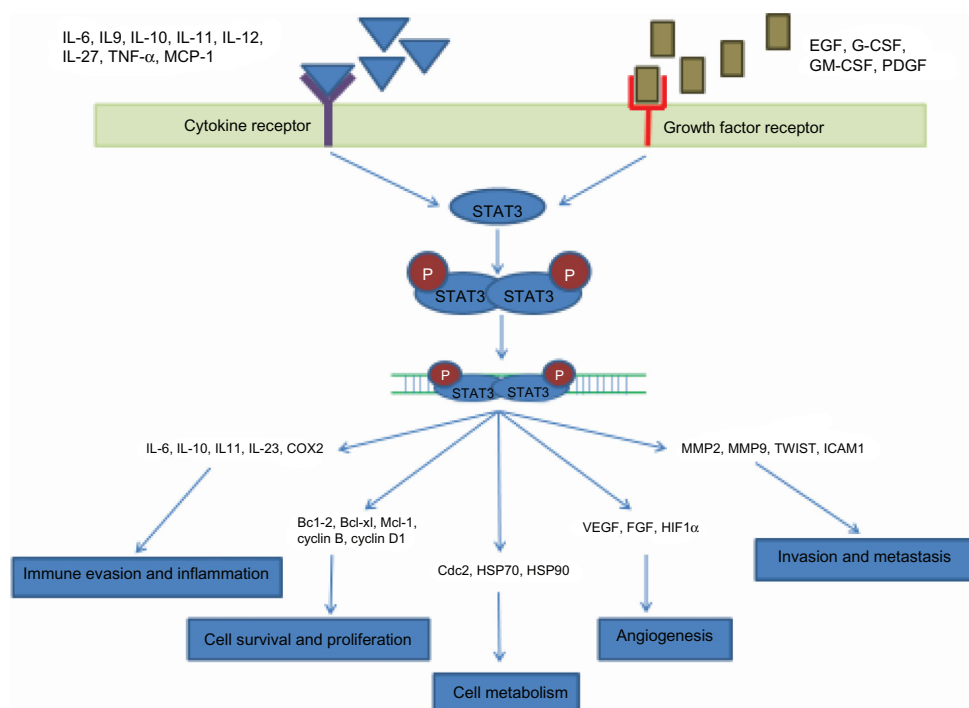 IL-6, IL9, IL-10, IL-11, IL-12,
IL-27, TNF-α, MCP-1
EGF, G-CSF,
GM-CSF, PDGF
Cytokine receptor
Growth factor receptor
STAT3
P
P
STAT3
STAT3
P
P
STAT3
STAT3
IL-6, IL-10, IL11, IL-23, COX2
MMP2, MMP9, TWIST, ICAM1
Bc1-2, Bcl-xl, Mcl-1,
cyclin B, cyclin D1
VEGF, FGF, HIF1α
Cdc2, HSP70, HSP90
Immune evasion and inflammation
Invasion and metastasis
Cell survival and proliferation
Angiogenesis
Cell metabolism